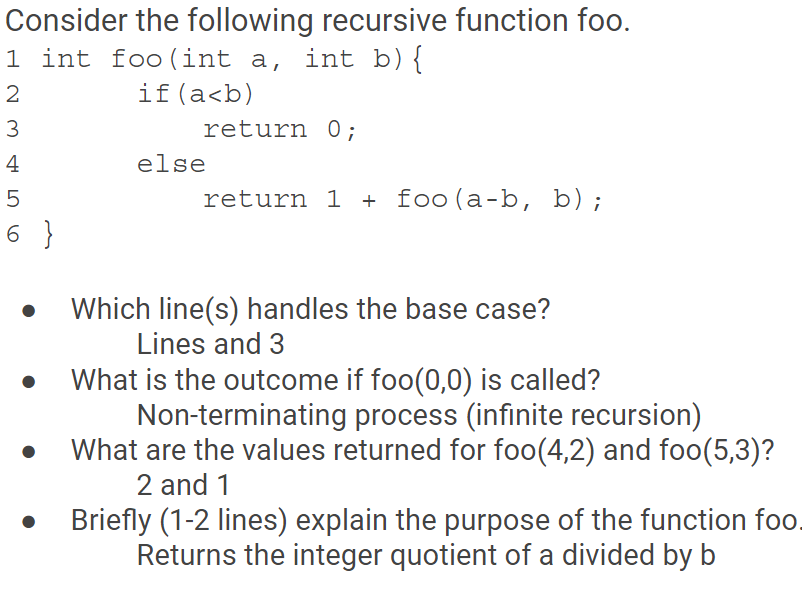 Consider the following recursive function foo.
1 int foo(int a, int b){
2 if(a<b)
3 return 0;
4 else
5 return 1 + foo(a-b, b);
6 }
● Which line(s) handles the base case?
Lines and 3
● What is the outcome if foo(0,0) is called?
Non-terminating process (infinite recursion)
● What are the values returned for foo(4,2) and foo(5,3)?
2 and 1
● Briefly (1-2 lines) explain the purpose of the function foo.
Returns the integer quotient of a divided by b